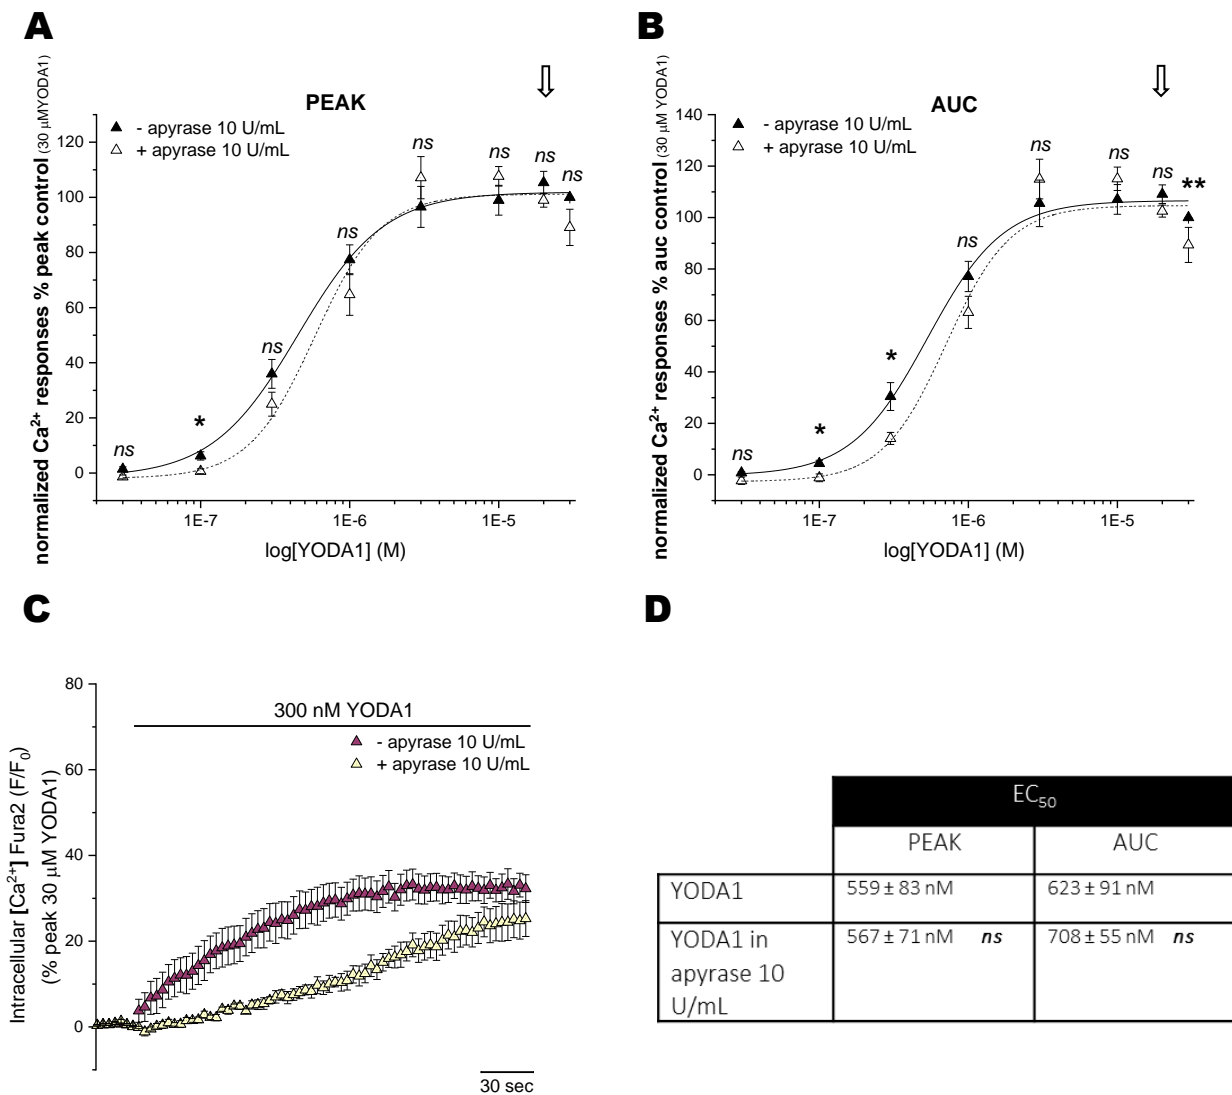 A
PEAK
normalized Ca²⁺ responses % peak control (30 µMYODA1)
- apyrase 10 U/mL
+ apyrase 10 U/mL
120
100
80
60
40
20
0
ns
*
ns
ns
ns
ns
ns
ns
1E-7
1E-6
1E-5
log[YODA1] (M)
B
AUC
normalized Ca²⁺ responses % auc control (30 µM YODA1)
- apyrase 10 U/mL
+ apyrase 10 U/mL
140
120
100
80
60
40
20
0
ns
*
*
ns
ns
ns
ns
**
1E-7
1E-6
1E-5
log[YODA1] (M)
C
Intracellular [Ca²⁺] Fura2 (F/F₀)
(% peak 30 µM YODA1)
80
60
40
20
0
300 nM YODA1
- apyrase 10 U/mL
+ apyrase 10 U/mL
30 sec
D
EC₅₀
PEAK AUC
YODA1 559 ± 83 nM 623 ± 91 nM
YODA1 in 567 ± 71 nM ns 708 ± 55 nM ns
apyrase 10
U/mL